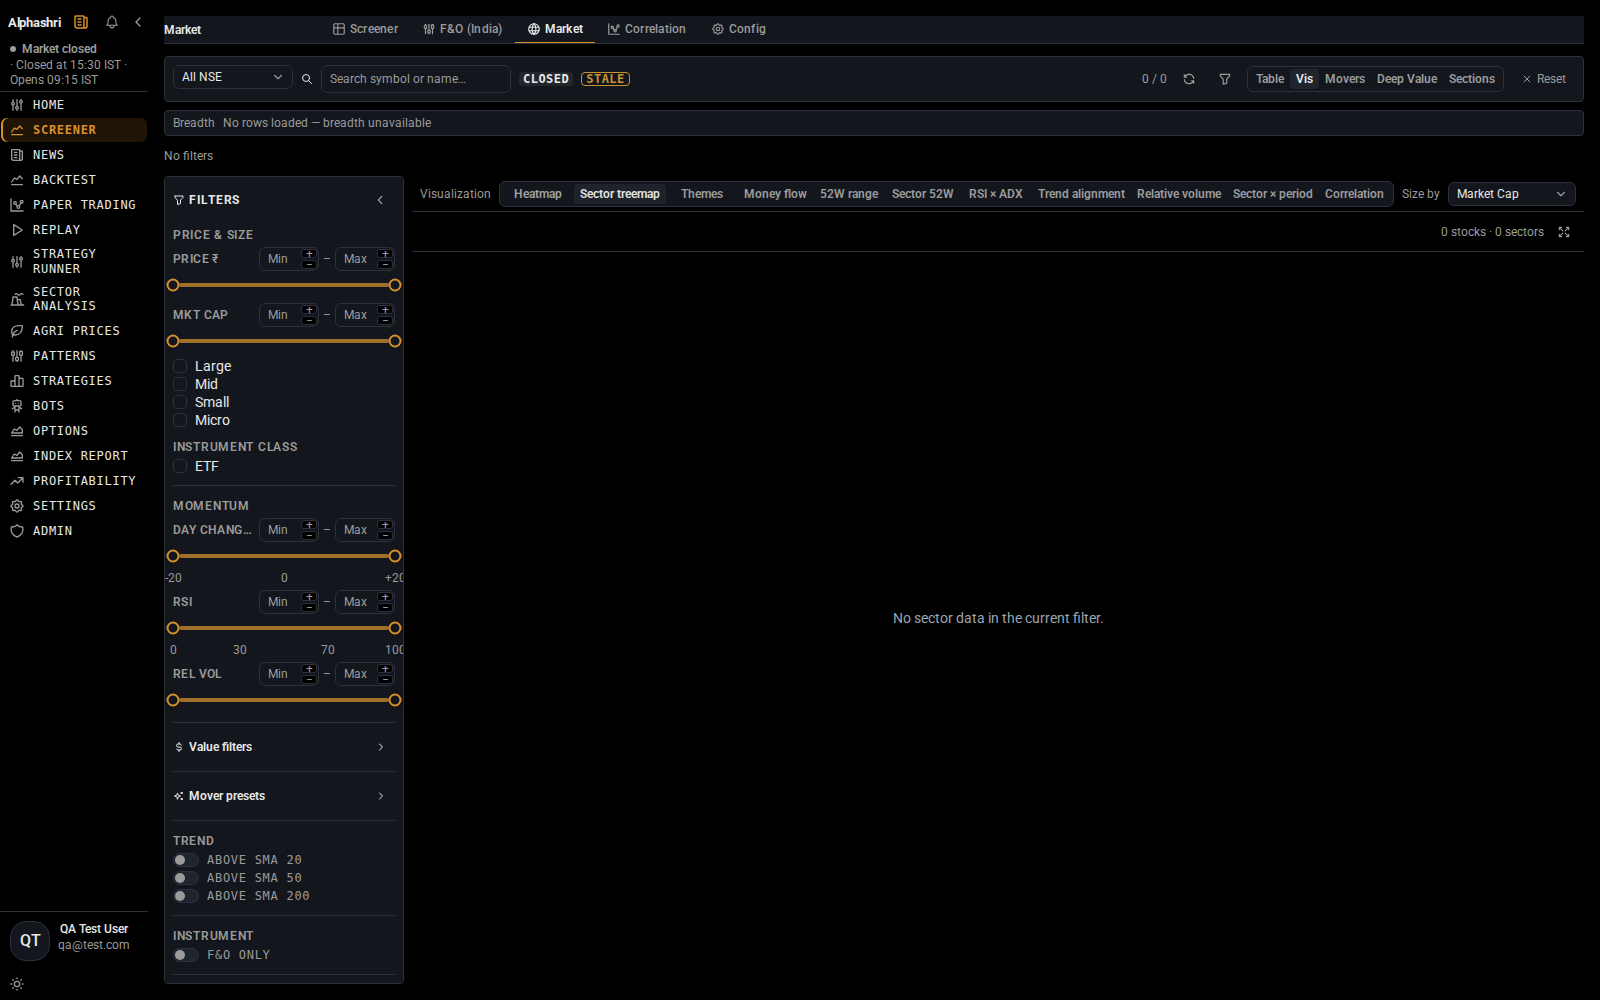 Alphashri
Market closed
· Closed at 15:30 IST ·
Opens 09:15 IST
HOME
SCREENER
NEWS
BACKTEST
PAPER TRADING
REPLAY
STRATEGY
RUNNER
SECTOR
ANALYSIS
AGRI PRICES
PATTERNS
STRATEGIES
BOTS
OPTIONS
INDEX REPORT
PROFITABILITY
SETTINGS
ADMIN
QT
QA Test User
qa@test.com
Market
Screener F&O (India) Market Correlation Config
All NSE Search symbol or name... CLOSED STALE 0 / 0 Table Vis Movers Deep Value Sections Reset
Breadth No rows loaded — breadth unavailable
No filters
FILTERS
PRICE & SIZE
PRICE ₹ Min + − – Max + −
MKT CAP Min + − – Max + −
Large
Mid
Small
Micro
INSTRUMENT CLASS
ETF
MOMENTUM
DAY CHANG... Min + − – Max + −
-20 0 +20
RSI Min + − – Max + −
0 30 70 100
REL VOL Min + − – Max + −
$ Value filters
Mover presets
TREND
ABOVE SMA 20
ABOVE SMA 50
ABOVE SMA 200
INSTRUMENT
F&O ONLY
Visualization Heatmap Sector treemap Themes Money flow 52W range Sector 52W RSI × ADX Trend alignment Relative volume Sector × period Correlation Size by Market Cap
0 stocks · 0 sectors
No sector data in the current filter.